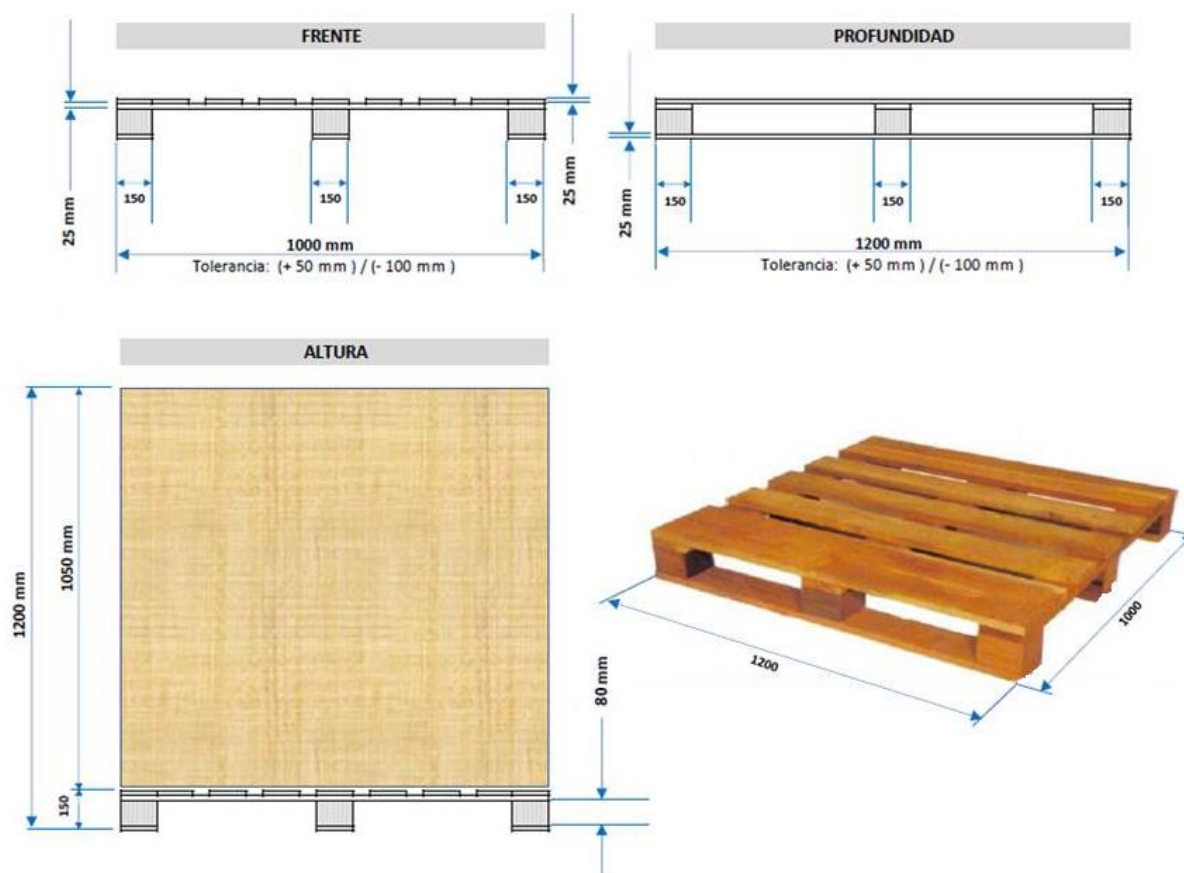 FRENTE
25 mm
25 mm
150
150
150
1000 mm
Tolerancia: (+ 50 mm ) / (- 100 mm )
PROFUNDIDAD
25 mm
150
150
150
1200 mm
Tolerancia: (+ 50 mm ) / (- 100 mm )
ALTURA
1200 mm
1050 mm
150
80 mm
1200
1000